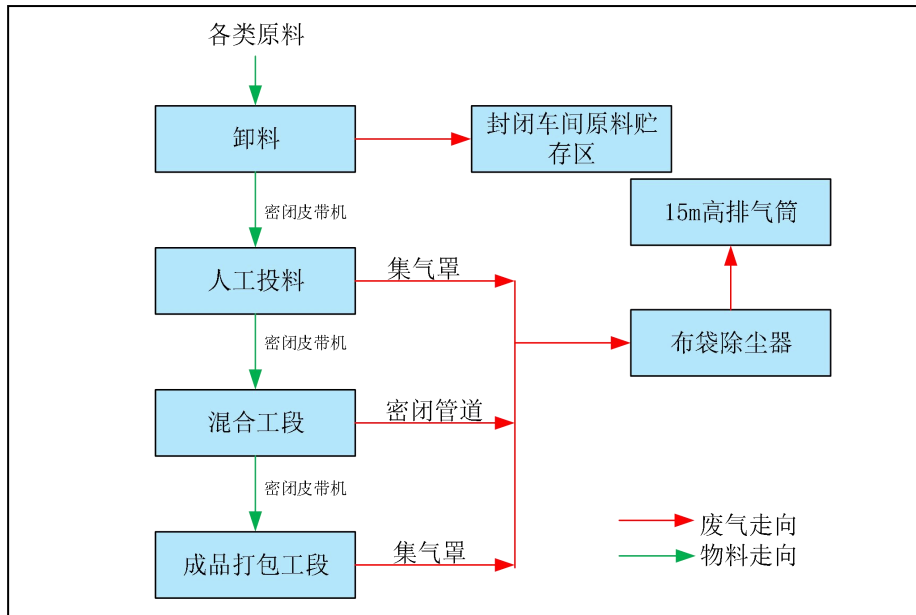 各类原料
卸料
封闭车间原料贮
存区
密闭皮带机
15m高排气筒
人工投料
集气罩
密闭皮带机
布袋除尘器
混合工段
密闭管道
密闭皮带机
成品打包工段
集气罩
废气走向
物料走向